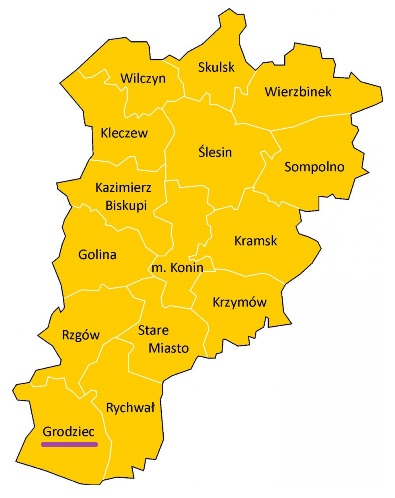 Skulsk
Wilczyn
Wierzbinek
Kleczew
Ślesin
Sompolno
Kazimierz
Biskupi
Kramsk
Golina
m. Konin
Krzymów
Rzgów
Stare
Miasto
Rychwał
Grodziec